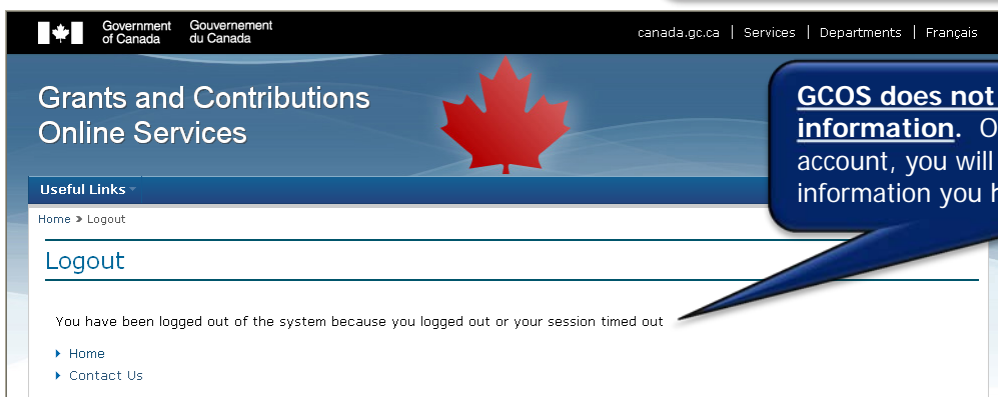 Government Gouvernement
of Canada du Canada
canada.gc.ca | Services | Departments | Français
Grants and Contributions
Online Services
GCOS does not
information. O
account, you will
information you h
Useful Links
Home > Logout
Logout
You have been logged out of the system because you logged out or your session timed out
Home
Contact Us